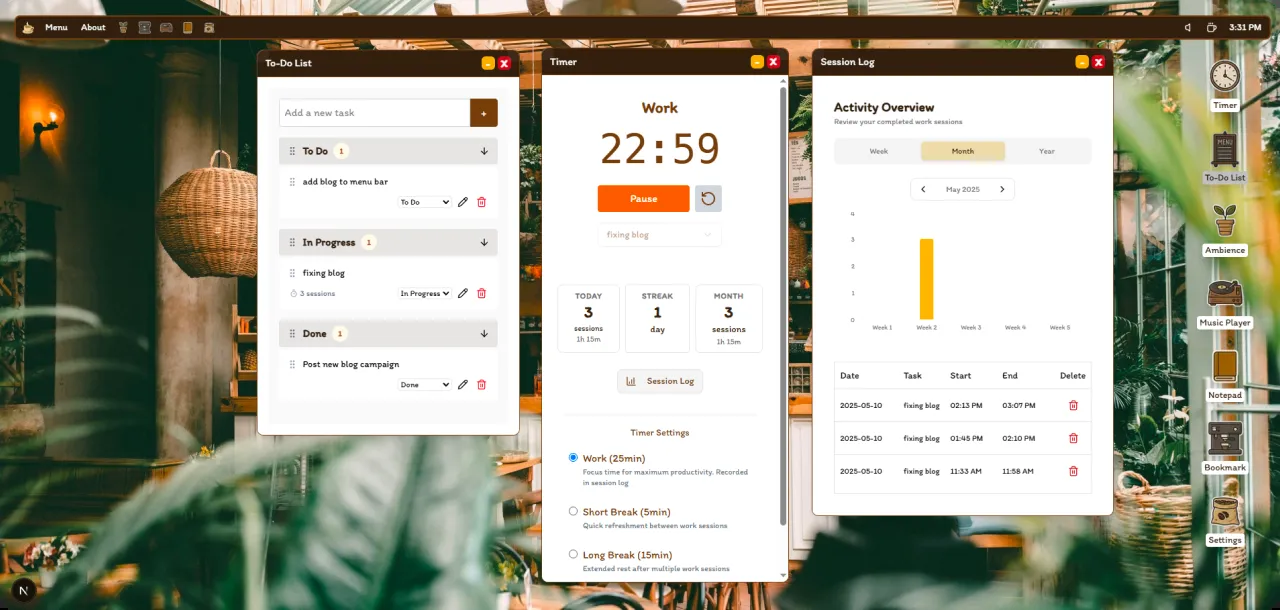 Menu About
3:31 PM
To-Do List
Add a new task
+
To Do 1
add blog to menu bar
To Do
In Progress 1
fixing blog
3 sessions
In Progress
Done 1
Post new blog campaign
Done
Timer
Work
22:59
Pause
fixing blog
TODAY
3
sessions
1h 15m
STREAK
1
day
MONTH
3
sessions
1h 15m
Session Log
Timer Settings
Work (25min)
Focus time for maximum productivity. Recorded
in session log
Short Break (5min)
Quick refreshment between work sessions
Long Break (15min)
Extended rest after multiple work sessions
Session Log
Activity Overview
Review your completed work sessions
Week Month Year
May 2025
4
3
2
1
0
Week 1 Week 2 Week 3 Week 4 Week 5
Date Task Start End Delete
2025-05-10 fixing blog 02:13 PM 03:07 PM
2025-05-10 fixing blog 01:45 PM 02:10 PM
2025-05-10 fixing blog 11:33 AM 11:58 AM
Timer
MENU
To-Do List
Ambience
Music Player
Notepad
Bookmark
Settings
N